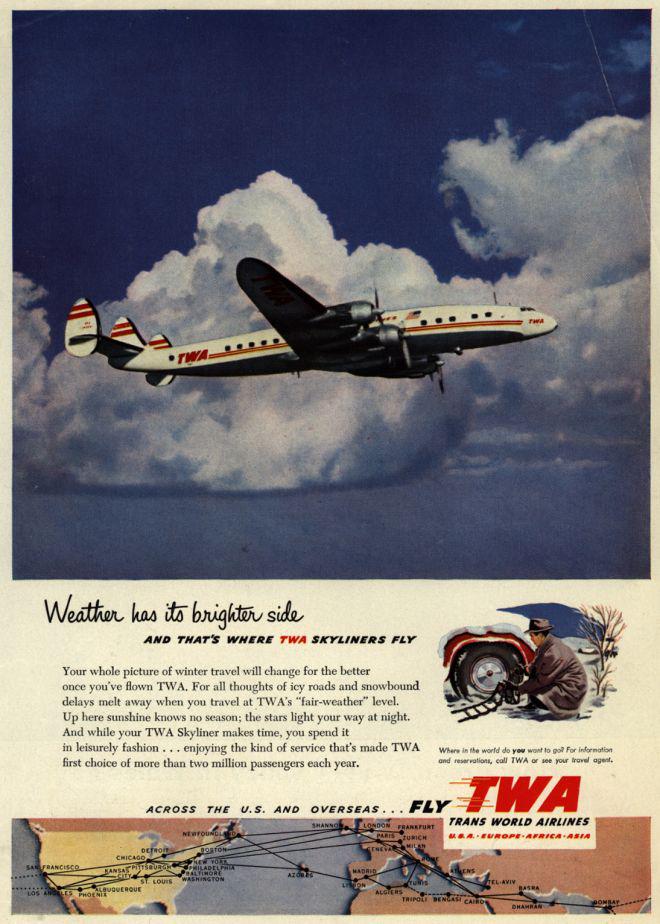 TWA
TWA
TWA
Weather has its brighter side
AND THAT'S WHERE TWA SKYLINERS FLY
Your whole picture of winter travel will change for the better
once you've flown TWA. For all thoughts of icy roads and snowbound
delays melt away when you travel at TWA's "fair-weather" level.
Up here sunshine knows no season; the stars light your way at night.
And while your TWA Skyliner makes time, you spend it
in leisurely fashion . . . enjoying the kind of service that's made TWA
first choice of more than two million passengers each year.
Where in the world do you want to go? For information
and reservations, call TWA or see your travel agent.
ACROSS THE U.S. AND OVERSEAS... FLY TWA
TRANS WORLD AIRLINES
U.S.A. · EUROPE · AFRICA · ASIA
NEWFOUNDLAND
SHANNON
LONDON
FRANKFURT
PARIS
ZURICH
GENEVA
MILAN
ROME
DETROIT
BOSTON
CHICAGO
NEW YORK
PITTSBURGH
PHILADELPHIA
SAN FRANCISCO
KANSAS CITY
BALTIMORE
WASHINGTON
ST. LOUIS
AZORES
MADRID
ATHENS
LOS ANGELES
ALBUQUERQUE
PHOENIX
LISBON
ALGIERS
TUNIS
TEL-AVIV
TRIPOLI
BENGASI
CAIRO
BASRA
DHAHRAN
BOMBAY